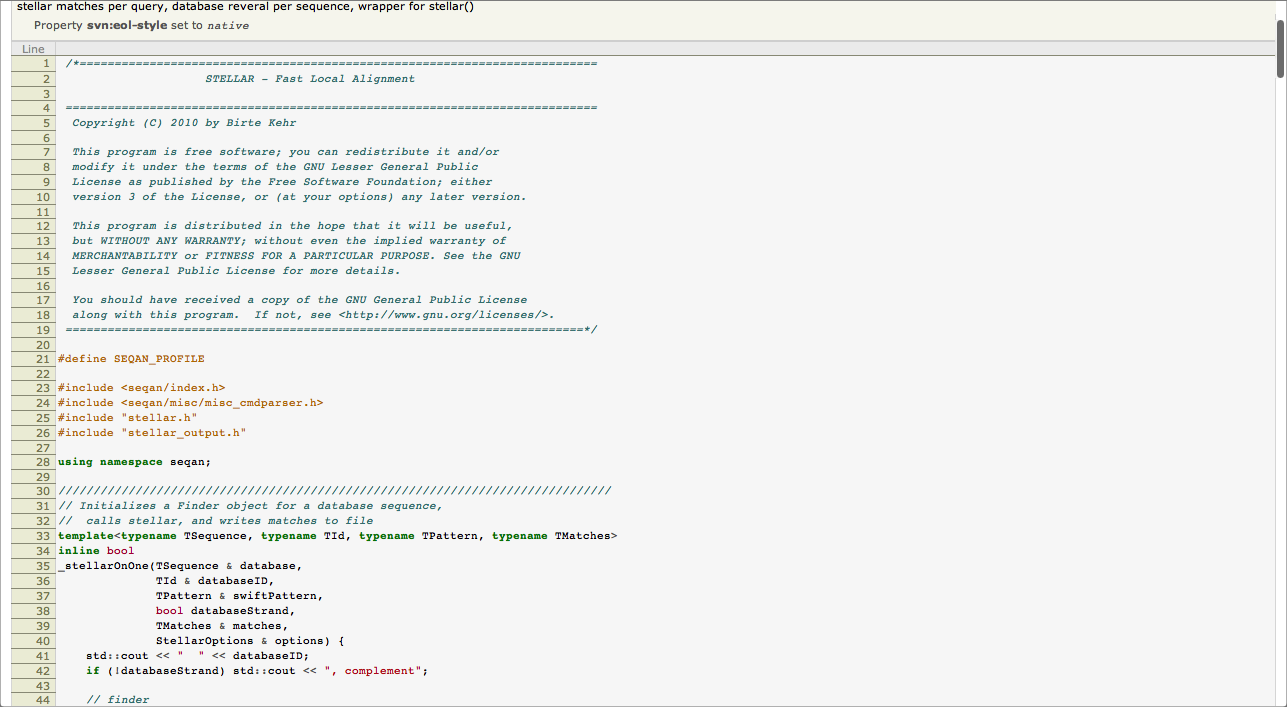 stellar matches per query, database reveral per sequence, wrapper for stellar()
Property svn:eol-style set to native
Line
1 /*==========================================================================
2                     STELLAR - Fast Local Alignment
3
4 ============================================================================
5  Copyright (C) 2010 by Birte Kehr
6
7  This program is free software; you can redistribute it and/or
8  modify it under the terms of the GNU Lesser General Public
9  License as published by the Free Software Foundation; either
10  version 3 of the License, or (at your options) any later version.
11
12  This program is distributed in the hope that it will be useful,
13  but WITHOUT ANY WARRANTY; without even the implied warranty of
14  MERCHANTABILITY or FITNESS FOR A PARTICULAR PURPOSE. See the GNU
15  Lesser General Public License for more details.
16
17  You should have received a copy of the GNU General Public License
18  along with this program.  If not, see <http://www.gnu.org/licenses/>.
19 ==========================================================================*/
20
21 #define SEQAN_PROFILE
22
23 #include <seqan/index.h>
24 #include <seqan/misc/misc_cmdparser.h>
25 #include "stellar.h"
26 #include "stellar_output.h"
27
28 using namespace seqan;
29
30 ///////////////////////////////////////////////////////////////////////////////
31 // Initializes a Finder object for a database sequence,
32 //  calls stellar, and writes matches to file
33 template<typename TSequence, typename TId, typename TPattern, typename TMatches>
34 inline bool
35 _stellarOnOne(TSequence & database,
36               TId & databaseID,
37               TPattern & swiftPattern,
38               bool databaseStrand,
39               TMatches & matches,
40               StellarOptions & options) {
41     std::cout << "  " << databaseID;
42     if (!databaseStrand) std::cout << ", complement";
43
44     // finder